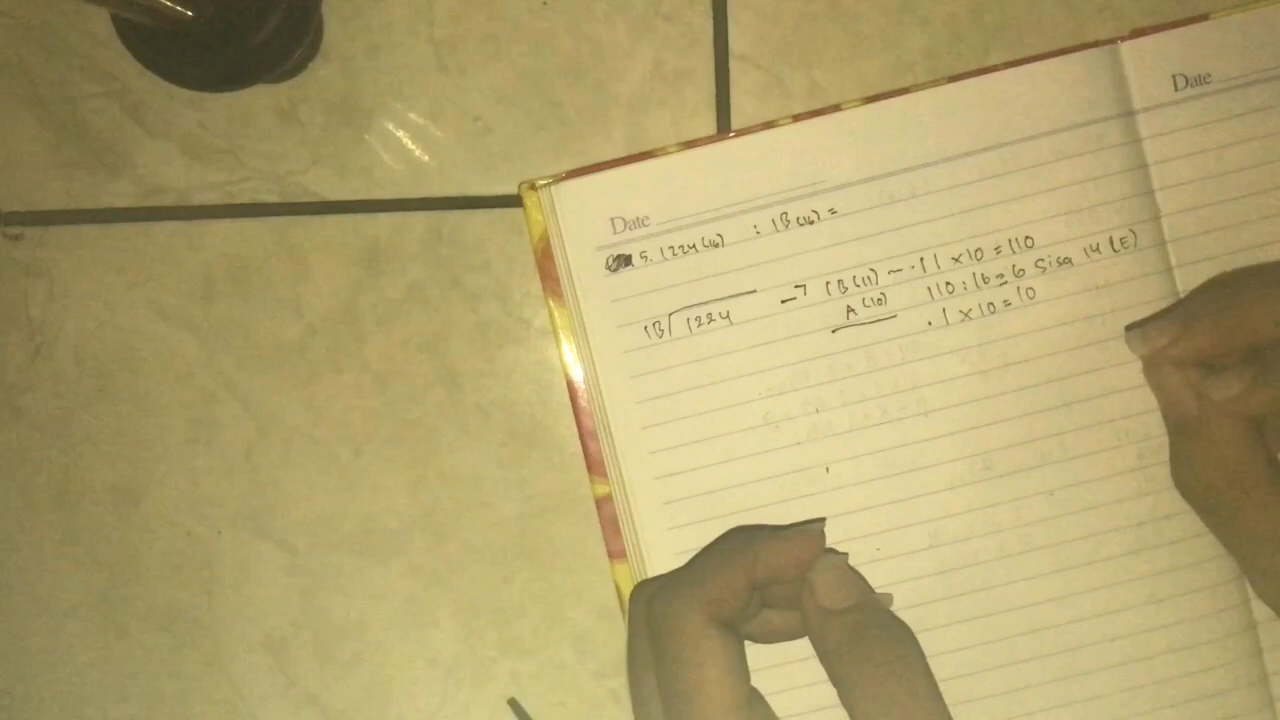 Date
Date
5. 1224(16) : 1B(16) =
1B 1224 → 1B(11) ~ .11 x 10 = 110
A(10) 110 : 16 = 6 Sisa 14 (E)
. 1 x 10 = 10